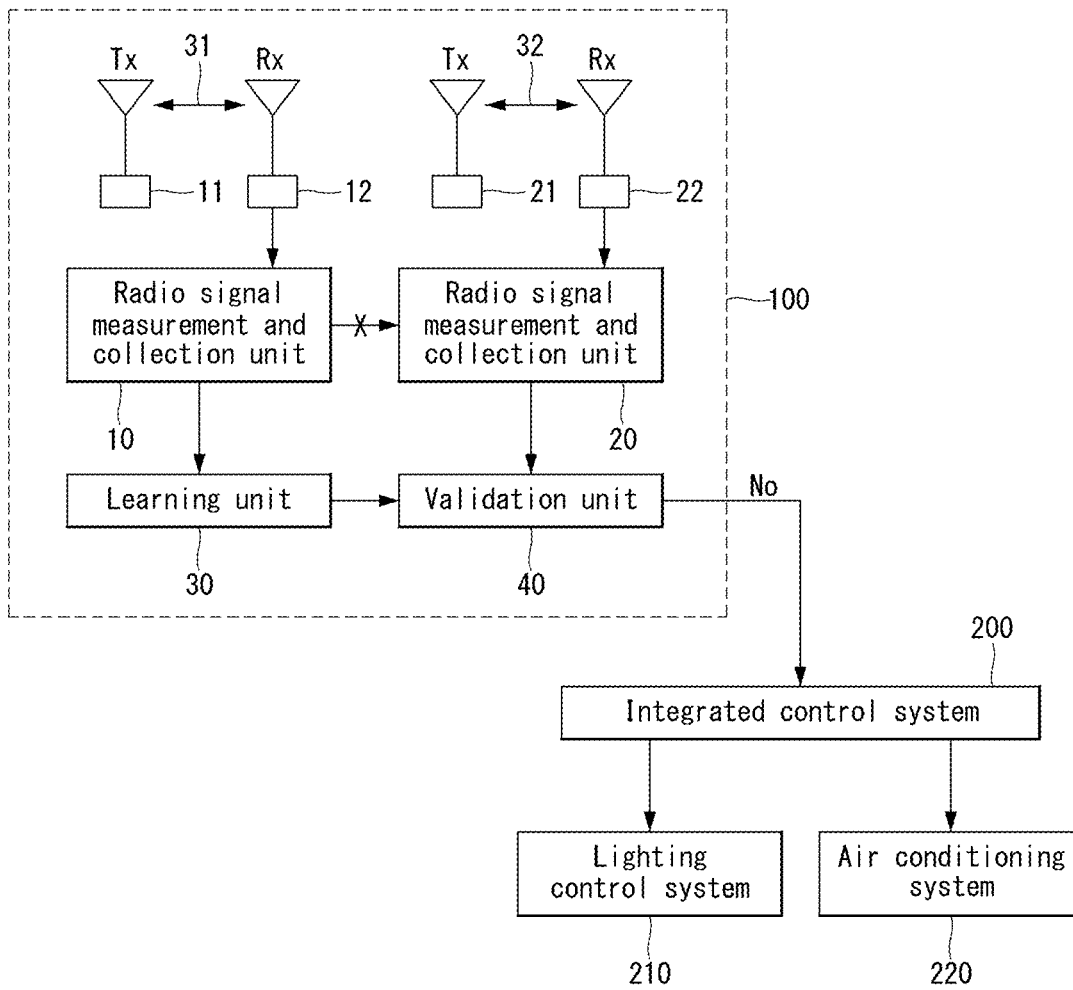 Tx
31
Rx
Tx
32
Rx
11
12
21
22
Radio signal
measurement and
collection unit
X
Radio signal
measurement and
collection unit
100
10
20
Learning unit
Validation unit
No
30
40
200
Integrated control system
Lighting
control system
Air conditioning
system
210
220